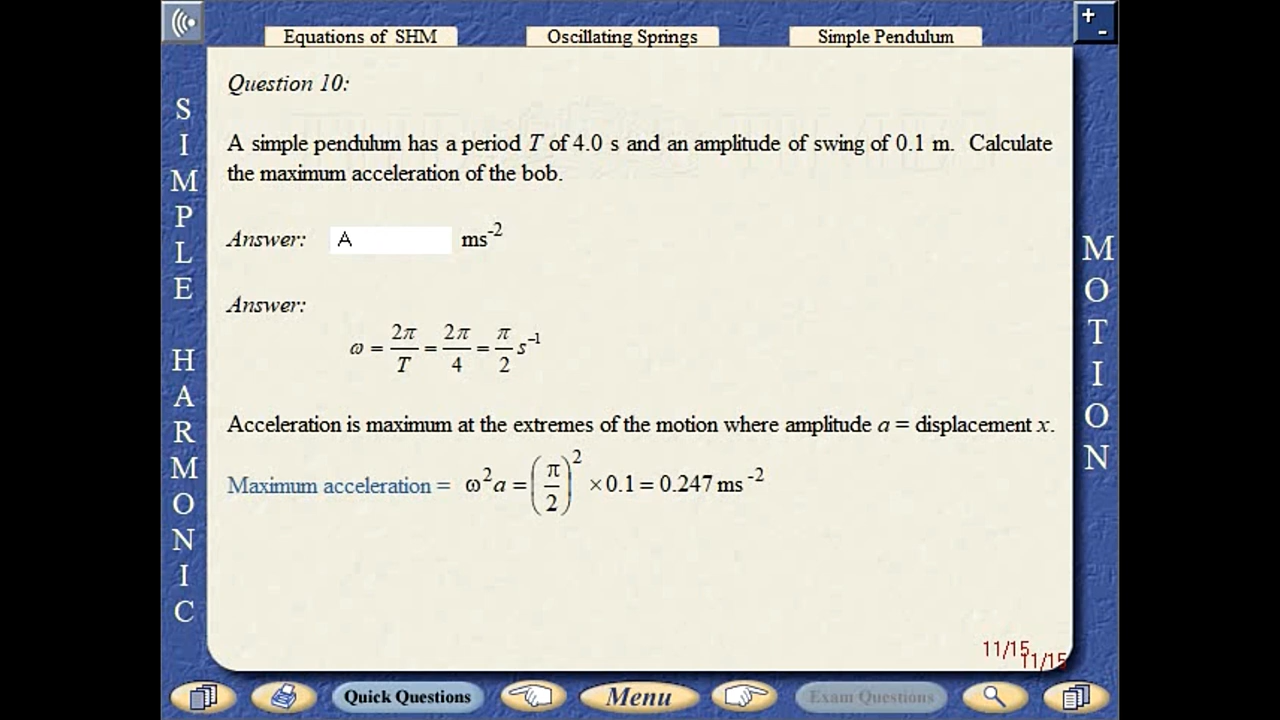 Equations of SHM
Oscillating Springs
Simple Pendulum
+
-
SIMPLE HARMONIC
MOTION
Question 10:
A simple pendulum has a period T of 4.0 s and an amplitude of swing of 0.1 m. Calculate
the maximum acceleration of the bob.
Answer: A ms⁻²
Answer:
ω = 2π/T = 2π/4 = π/2 s⁻¹
Acceleration is maximum at the extremes of the motion where amplitude a = displacement x.
Maximum acceleration = ω²a = (π/2)² × 0.1 = 0.247 ms⁻²
11/15
11/15
Quick Questions
Menu
Exam Questions